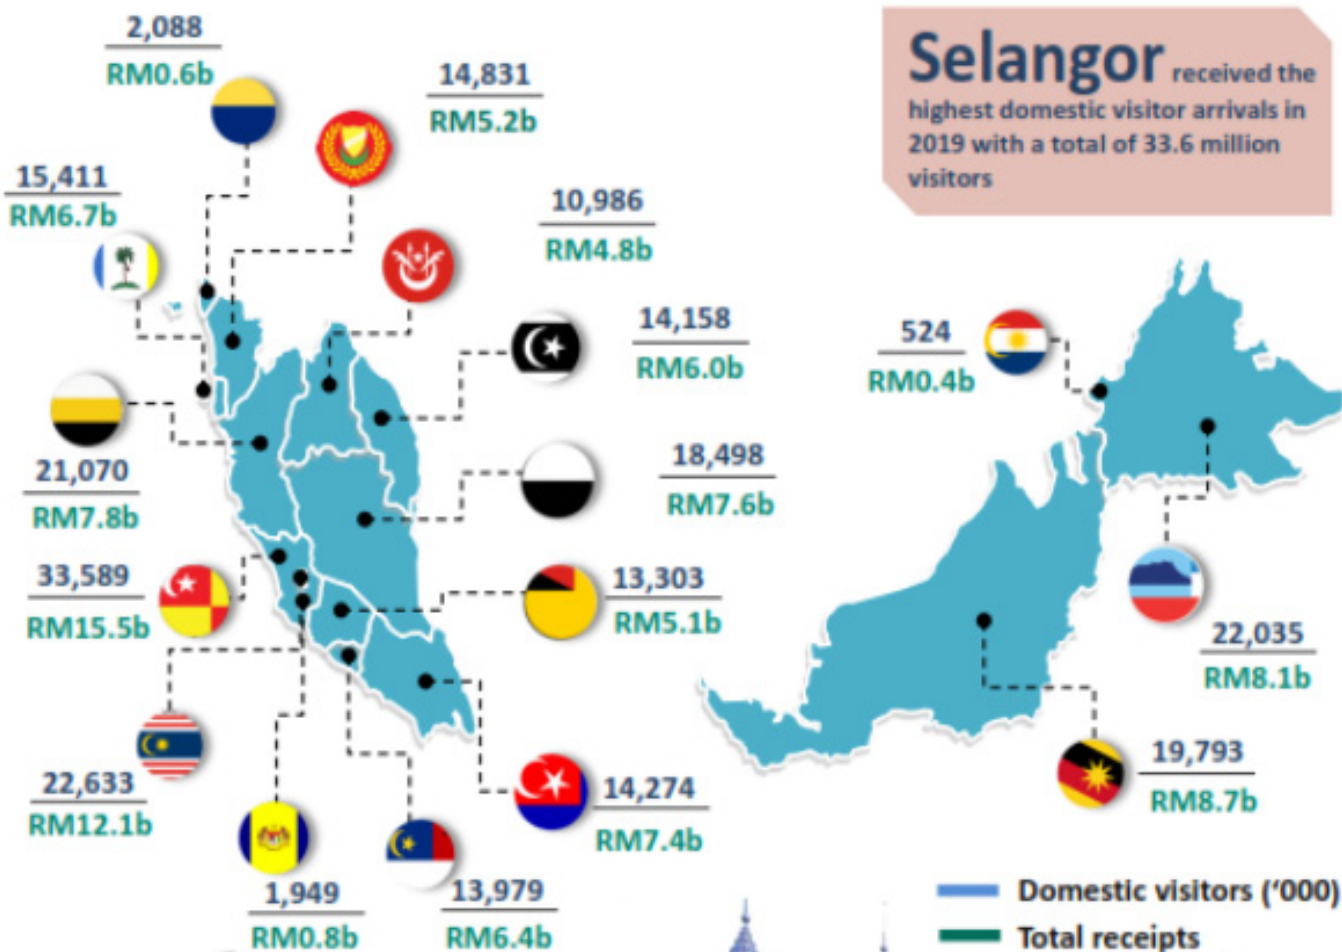 2,088
RM0.6b
14,831
RM5.2b
Selangor received the
highest domestic visitor arrivals in
2019 with a total of 33.6 million
visitors
15,411
RM6.7b
10,986
RM4.8b
14,158
RM6.0b
524
RM0.4b
21,070
RM7.8b
18,498
RM7.6b
33,589
RM15.5b
13,303
RM5.1b
22,035
RM8.1b
22,633
RM12.1b
14,274
RM7.4b
19,793
RM8.7b
1,949
RM0.8b
13,979
RM6.4b
Domestic visitors ('000)
Total receipts